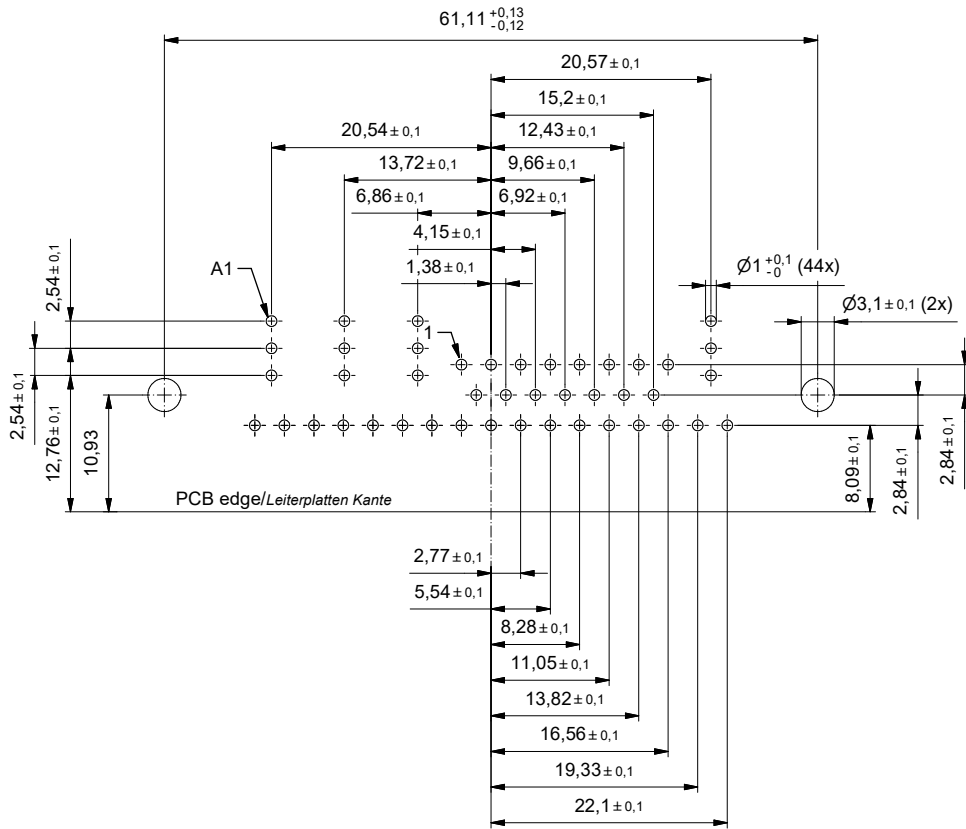 61,11 +0,13 -0,12
20,57 ± 0,1
15,2 ± 0,1
20,54 ± 0,1 12,43 ± 0,1
13,72 ± 0,1 9,66 ± 0,1
6,86 ± 0,1 6,92 ± 0,1
4,15 ± 0,1
A1 1,38 ± 0,1 Ø1 +0,1 -0 (44x)
Ø3,1 ± 0,1 (2x)
2,54 ± 0,1
1
2,54 ± 0,1
12,76 ± 0,1
10,93
8,09 ± 0,1
2,84 ± 0,1
2,84 ± 0,1
PCB edge/Leiterplatten Kante
2,77 ± 0,1
5,54 ± 0,1
8,28 ± 0,1
11,05 ± 0,1
13,82 ± 0,1
16,56 ± 0,1
19,33 ± 0,1
22,1 ± 0,1